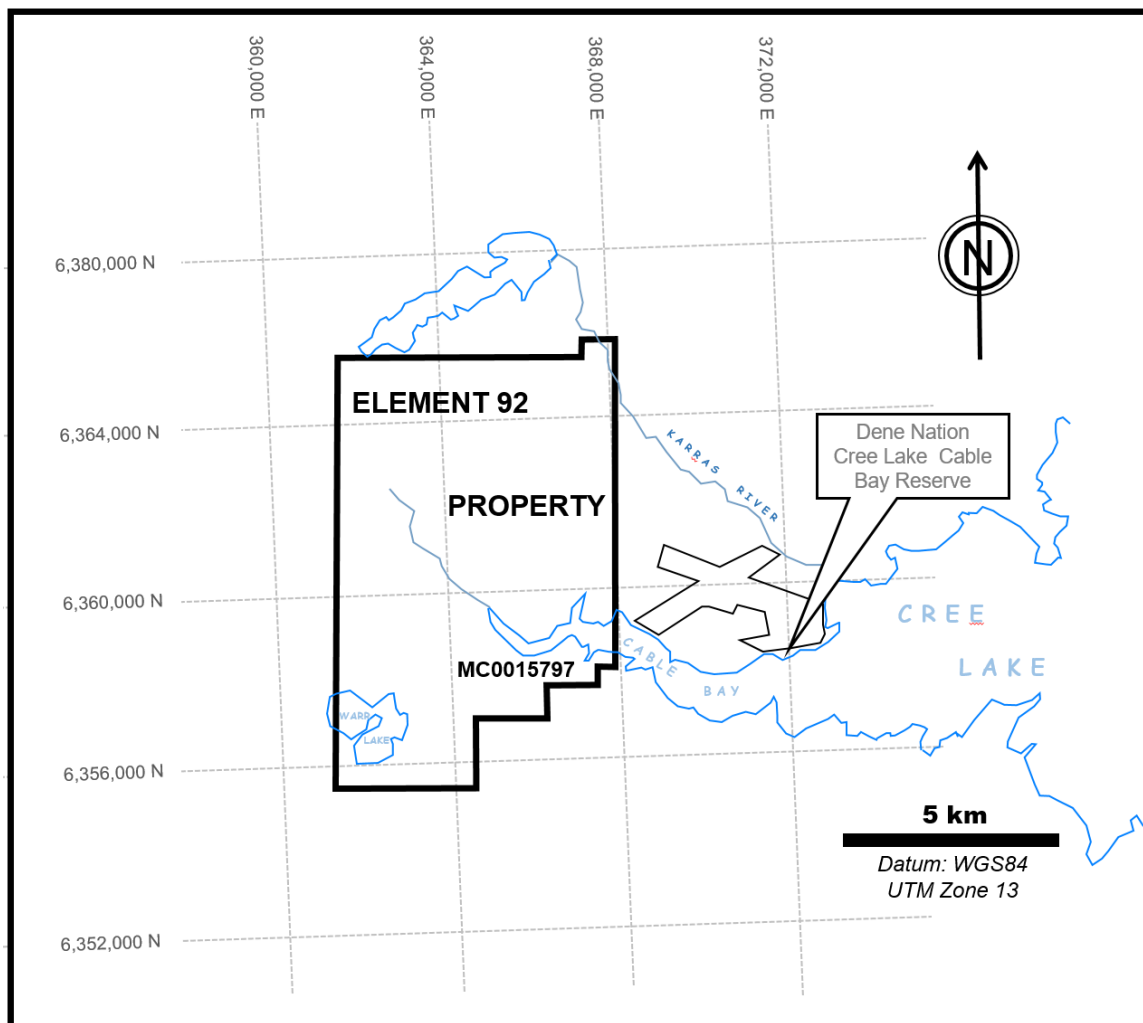 360,000 E
364,000 E
368,000 E
372,000 E
6,380,000 N
N
ELEMENT 92
6,364,000 N
KARRAS RIVER
Dene Nation
Cree Lake Cable
Bay Reserve
PROPERTY
6,360,000 N
CREE
LAKE
CABLE
BAY
MC0015797
WARR
LAKE
6,356,000 N
5 km
Datum: WGS84
UTM Zone 13
6,352,000 N